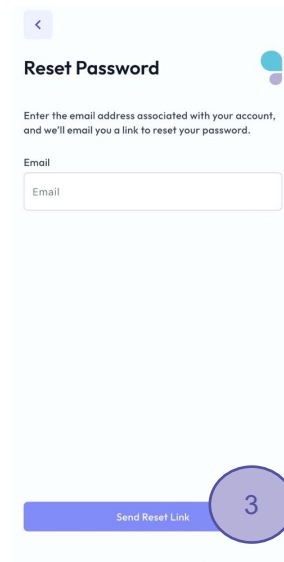 Reset Password
Enter the email address associated with your account,
and we'll email you a link to reset your password.
Email
Email
Send Reset Link
3